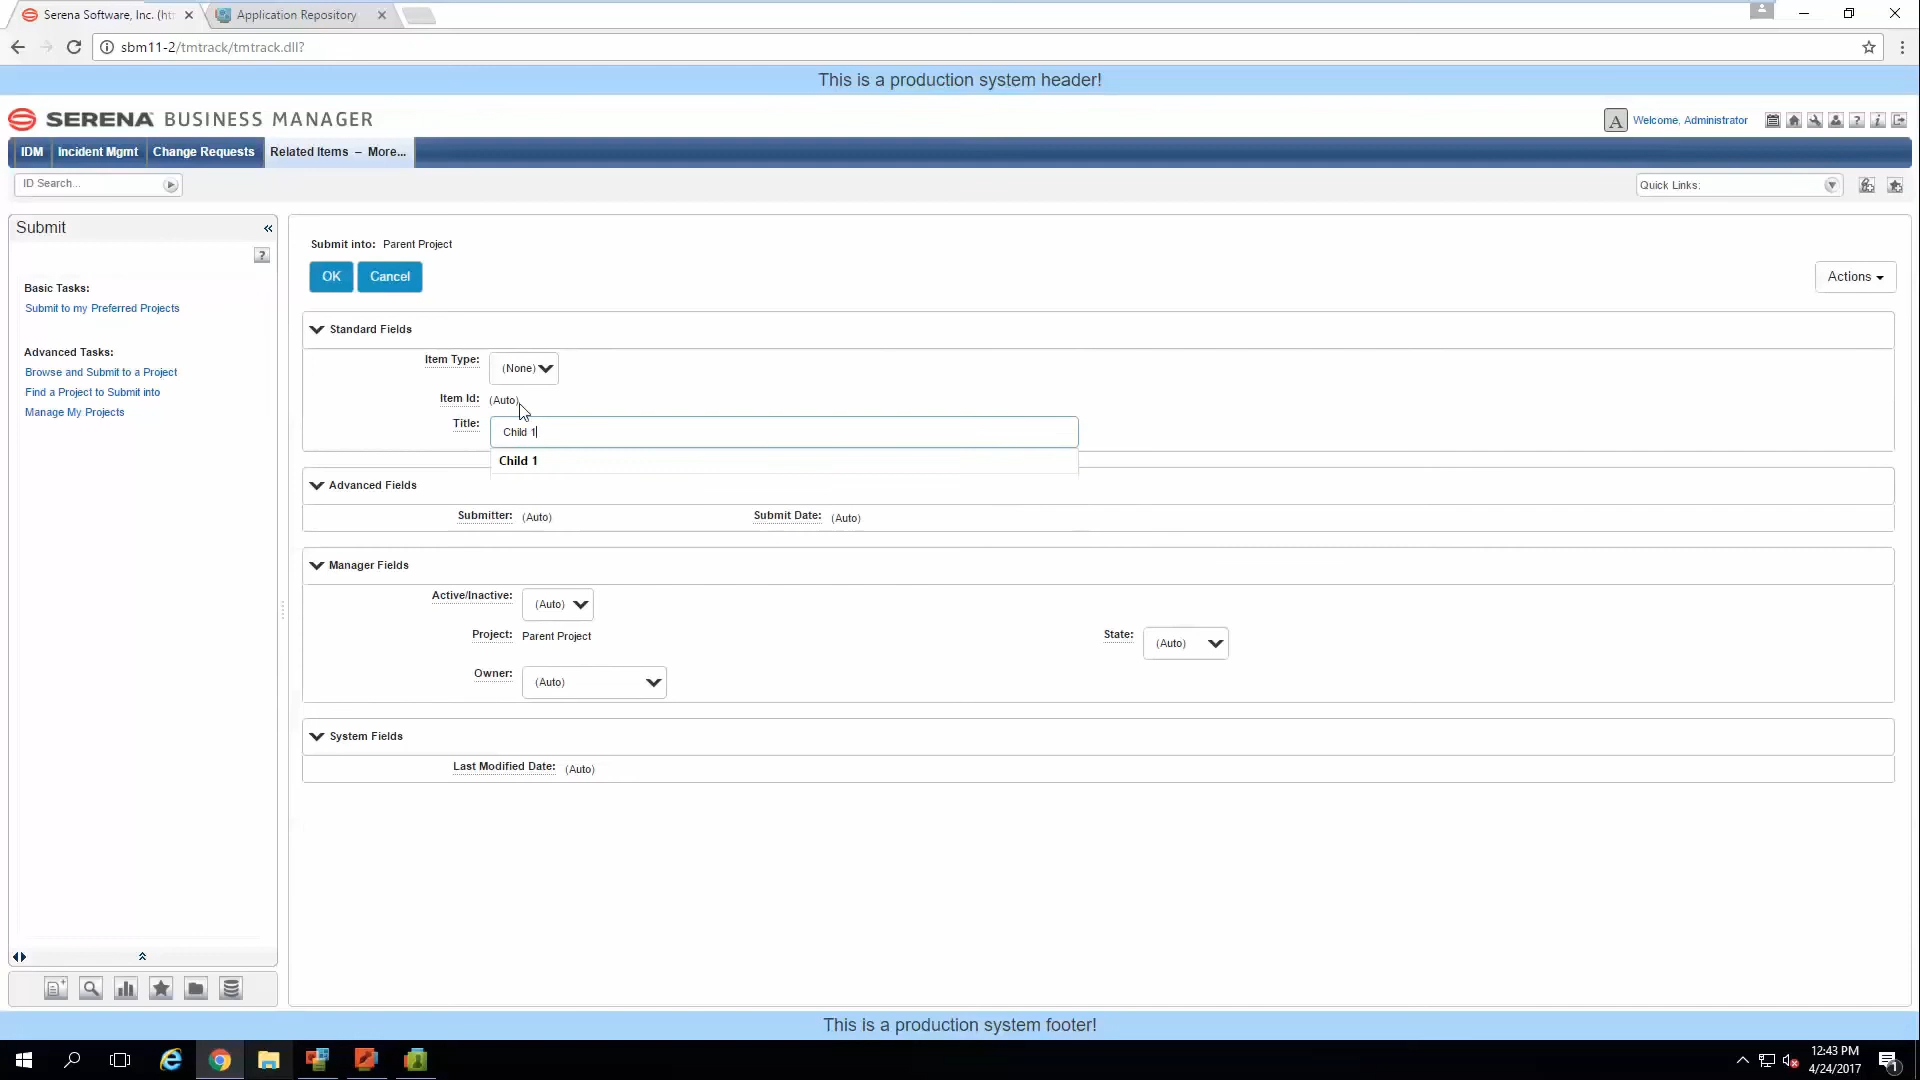 Serena Software, Inc. (htt
Application Repository
sbm11-2/tmtrack/tmtrack.dll?
This is a production system header!
SERENA BUSINESS MANAGER
A Welcome, Administrator
IDM Incident Mgmt Change Requests Related Items – More...
ID Search...
Quick Links:
Submit
?
Basic Tasks:
Submit to my Preferred Projects
Advanced Tasks:
Browse and Submit to a Project
Find a Project to Submit into
Manage My Projects
Submit into: Parent Project
OK Cancel
Actions
Standard Fields
Item Type: (None)
Item Id: (Auto)
Title: Child 1
Child 1
Advanced Fields
Submitter: (Auto) Submit Date: (Auto)
Manager Fields
Active/Inactive: (Auto)
Project: Parent Project State: (Auto)
Owner: (Auto)
System Fields
Last Modified Date: (Auto)
This is a production system footer!
12:43 PM
4/24/2017
1